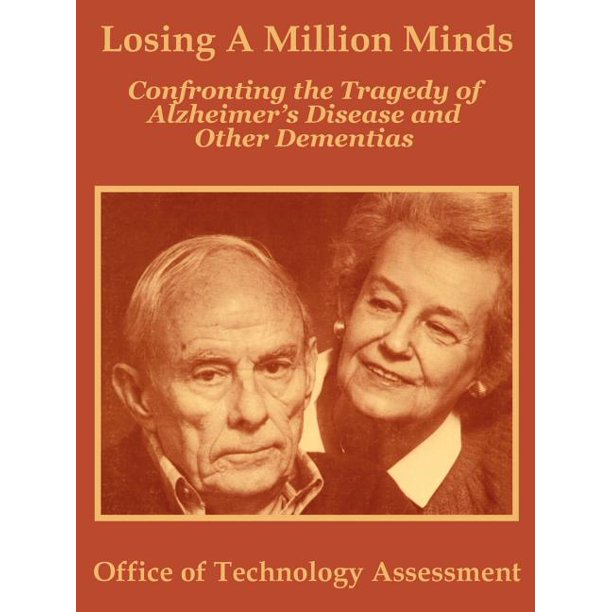 Losing A Million Minds
Confronting the Tragedy of
Alzheimer's Disease and
Other Dementias
Office of Technology Assessment